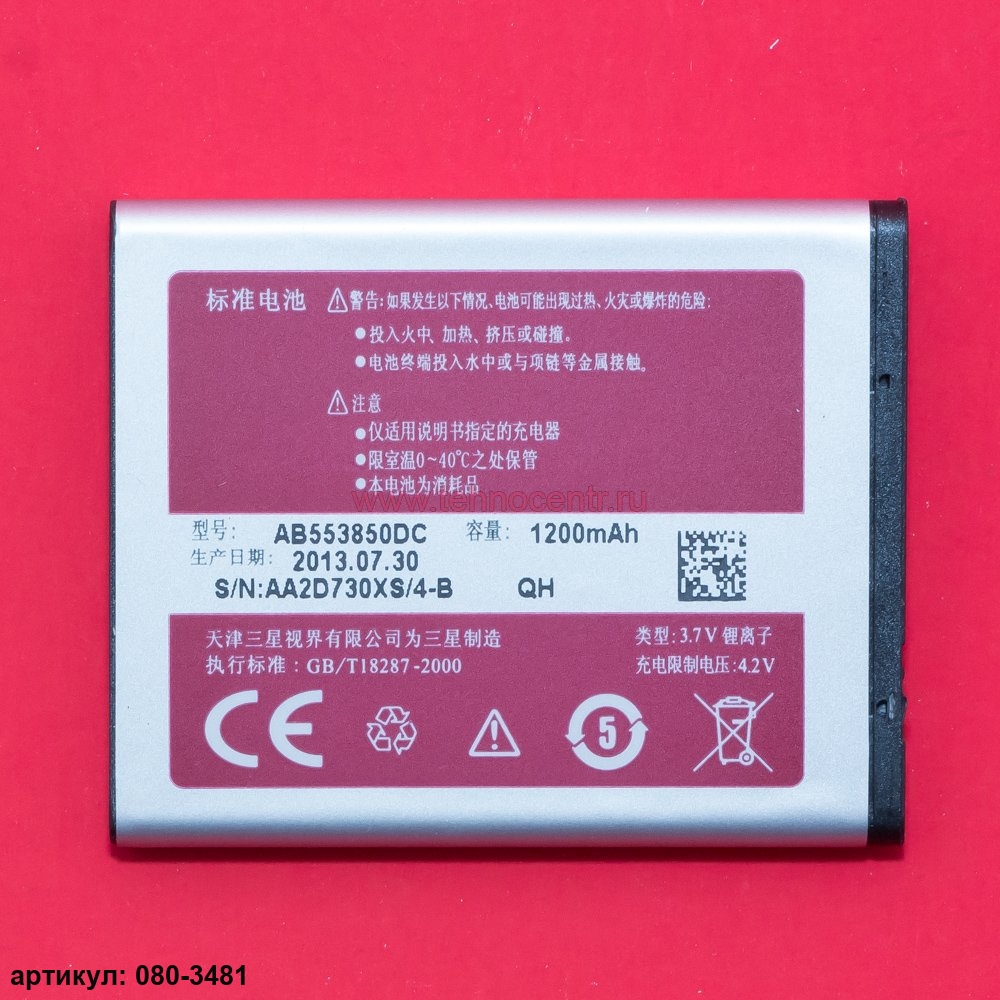 标准电池 警告: 如果发生以下情况、电池可能出现过热、火灾或爆炸的危险:
●投入火中、加热、挤压或碰撞。
●电池终端投入水中或与项链等金属接触。
注意
●仅适用说明书指定的充电器
●限室温0~40℃之处保管
●本电池为消耗品
www.tehnocentr.ru
型号: AB553850DC 容量: 1200mAh
生产日期: 2013.07.30
S/N:AA2D730XS/4-B QH
天津三星视界有限公司为三星制造 类型: 3.7V 锂离子
执行标准: GB/T18287-2000 充电限制电压: 4.2V
CE 5
артикул: 080-3481